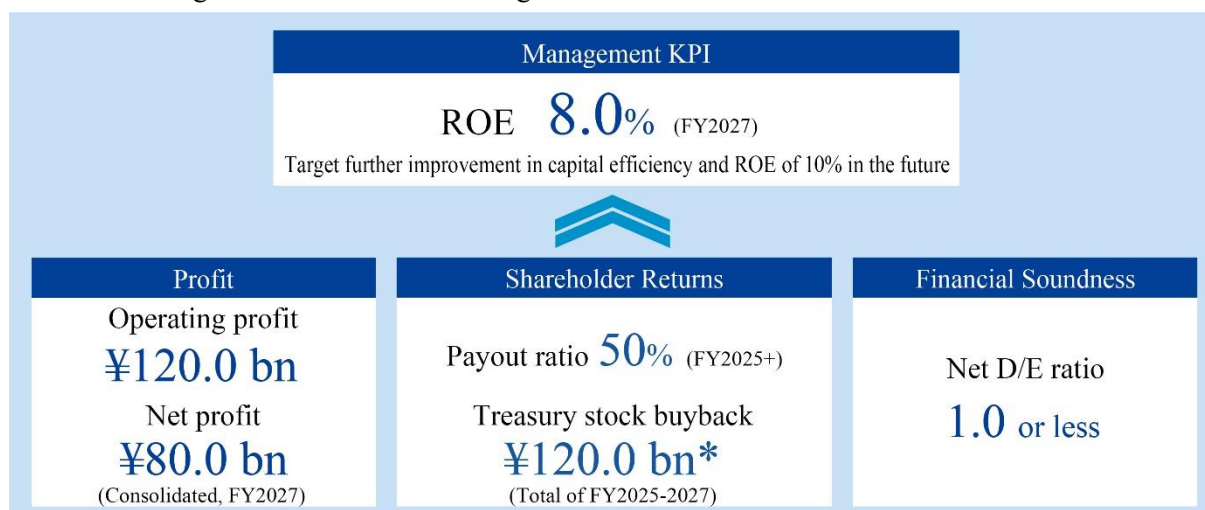 Management KPI
ROE 8.0% (FY2027)
Target further improvement in capital efficiency and ROE of 10% in the future
Profit
Operating profit
¥120.0 bn
Net profit
¥80.0 bn
(Consolidated, FY2027)
Shareholder Returns
Payout ratio 50% (FY2025+)
Treasury stock buyback
¥120.0 bn*
(Total of FY2025-2027)
Financial Soundness
Net D/E ratio
1.0 or less